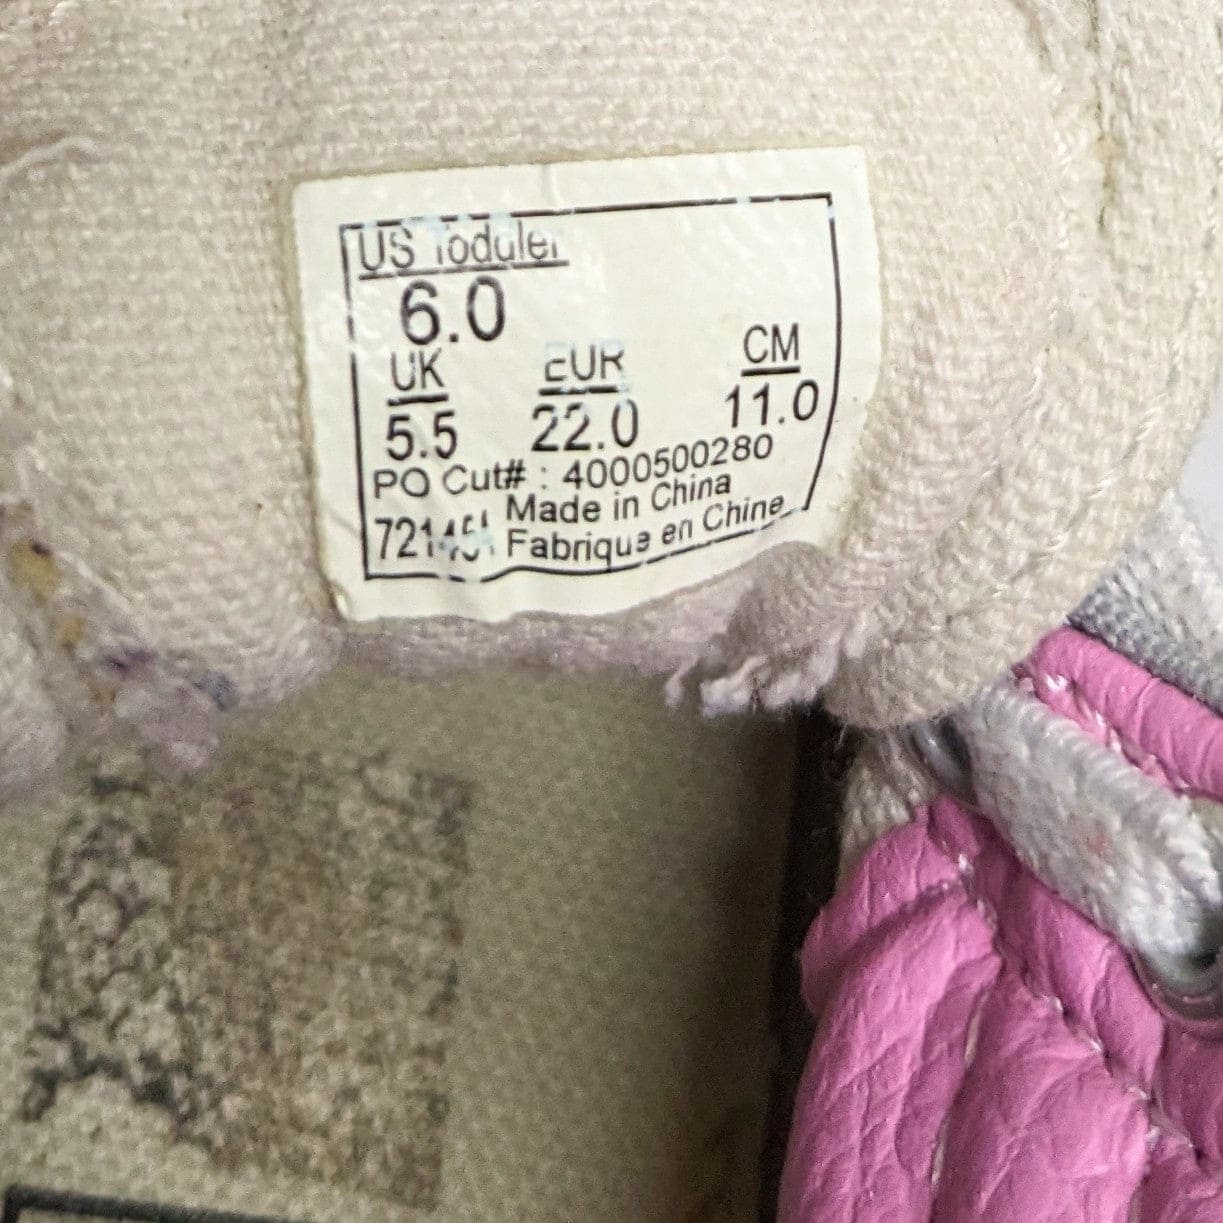 US Toddler
6.0
UK EUR CM
5.5 22.0 11.0
PO Cut# : 4000500280
Made in China
721454 Fabrique en Chine